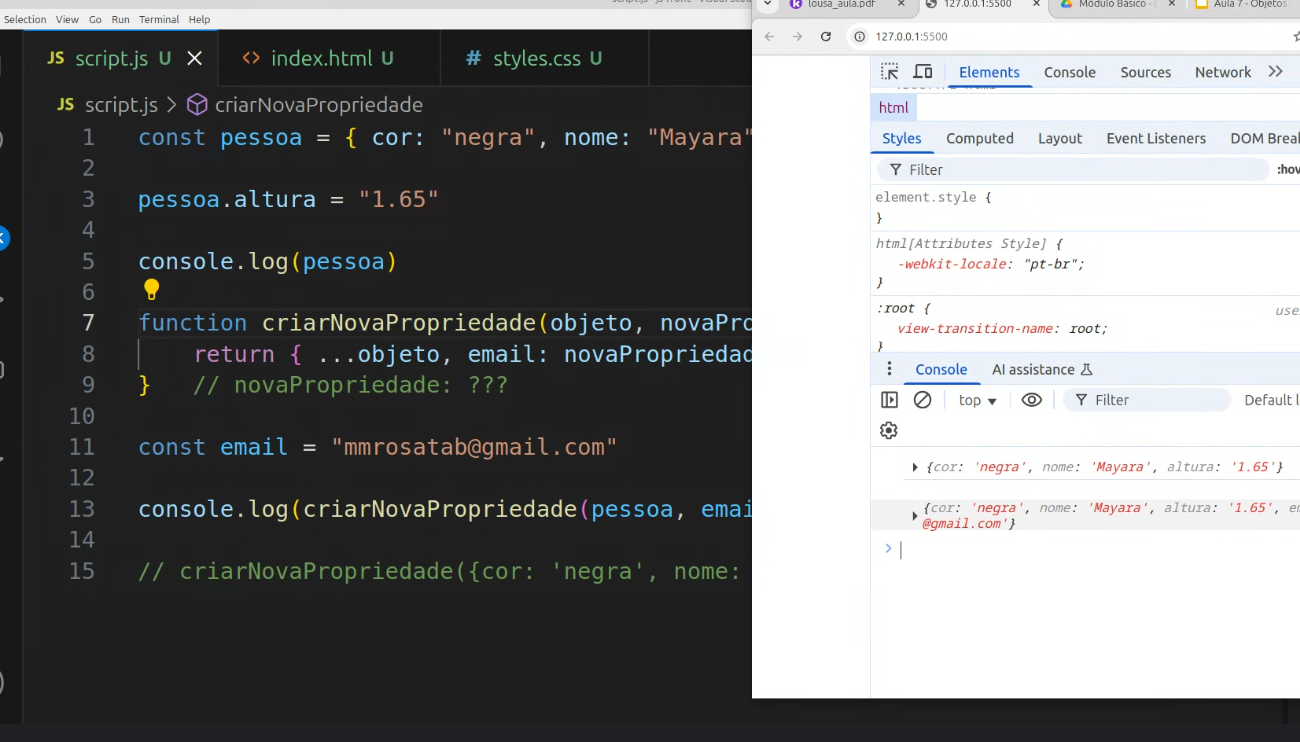 Selection View Go Run Terminal Help
JS script.js U
<> index.html U
# styles.css U
JS script.js > criarNovaPropriedade
1 const pessoa = { cor: "negra", nome: "Mayara"
2
3 pessoa.altura = "1.65"
4
5 console.log(pessoa)
6
7 function criarNovaPropriedade(objeto, novaPro
8 return { ...objeto, email: novaPropriedad
9 } // novaPropriedade: ???
10
11 const email = "mmrosatab@gmail.com"
12
13 console.log(criarNovaPropriedade(pessoa, emai
14
15 // criarNovaPropriedade({cor: 'negra', nome:
lousa_aula.pdf
127.0.0.1:5500
Módulo Básico -
Aula 7 - Objetos
127.0.0.1:5500
Elements Console Sources Network
html
Styles Computed Layout Event Listeners DOM Break
Filter :hov
element.style {
}
html[Attributes Style] {
-webkit-locale: "pt-br";
}
:root { use
view-transition-name: root;
}
Console AI assistance
top Filter Default l
{cor: 'negra', nome: 'Mayara', altura: '1.65'}
{cor: 'negra', nome: 'Mayara', altura: '1.65', em
@gmail.com'}
>